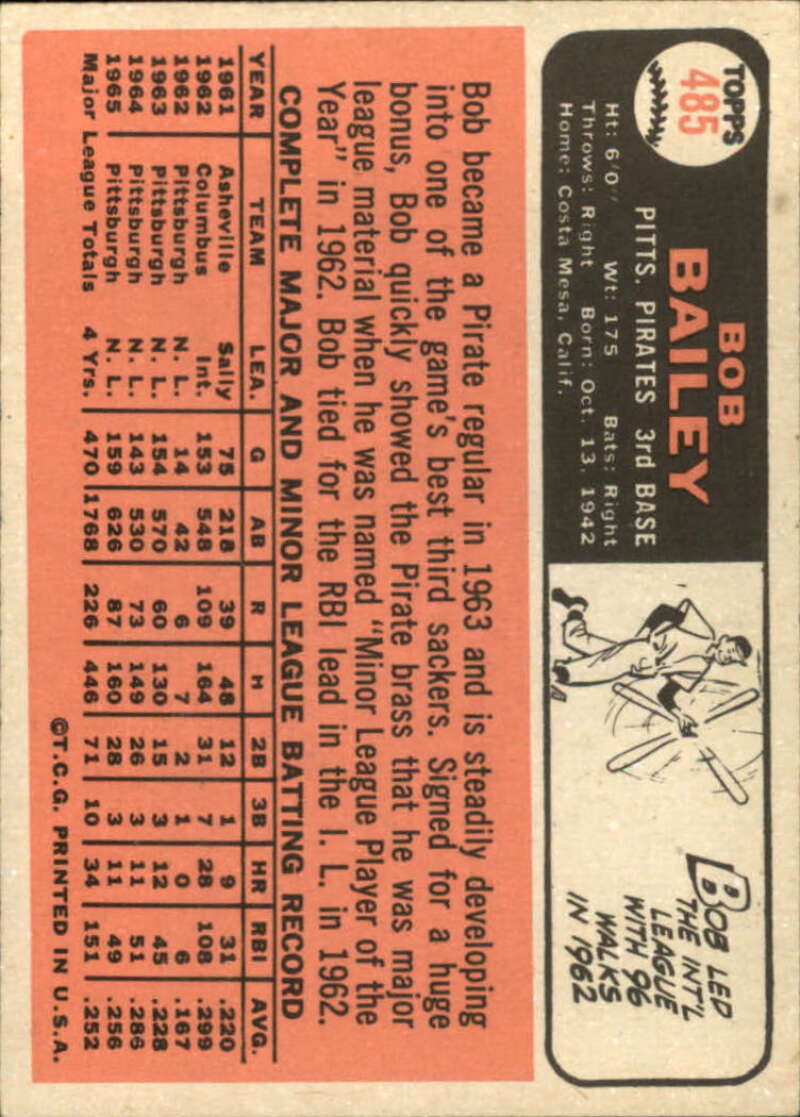 TOPPS
485
BOB
BAILEY
PITTS. PIRATES 3rd BASE
Ht: 6'0" Wt: 175 Bats: Right
Throws: Right Born: Oct. 13, 1942
Home: Costa Mesa, Calif.
BOB LED
THE INT'L
LEAGUE
WITH 96
WALKS
IN 1962
Bob became a Pirate regular in 1963 and is steadily developing
into one of the game's best third sackers. Signed for a huge
bonus, Bob quickly showed the Pirate brass that he was major
league material when he was named "Minor League Player of the
Year" in 1962. Bob tied for the RBI lead in the I. L. in 1962.
COMPLETE MAJOR AND MINOR LEAGUE BATTING RECORD
YEAR TEAM LEA. G AB R H 2B 3B HR RBI AVG.
1961 Asheville Sally 75 218 39 48 12 1 9 31 .220
1962 Columbus Int. 153 548 109 164 31 7 28 108 .299
1962 Pittsburgh N. L. 14 42 6 7 2 1 0 6 .167
1963 Pittsburgh N. L. 154 570 60 130 15 3 12 45 .228
1964 Pittsburgh N. L. 143 530 73 149 26 3 11 51 .286
1965 Pittsburgh N. L. 159 626 87 160 28 3 11 49 .256
Major League Totals 4 Yrs. 470 1768 226 446 71 10 34 151 .252
©T.C.G. PRINTED IN U.S.A.